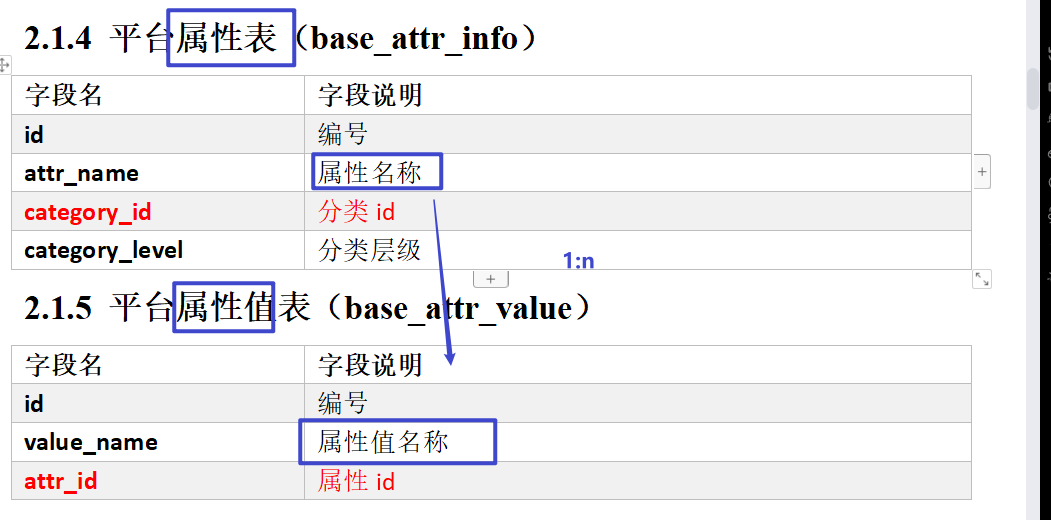 2.1.4 平台属性表（base_attr_info）
字段名 字段说明
id 编号
attr_name 属性名称
category_id 分类 id
category_level 分类层级
1:n
2.1.5 平台属性值表（base_attr_value）
字段名 字段说明
id 编号
value_name 属性值名称
attr_id 属性 id